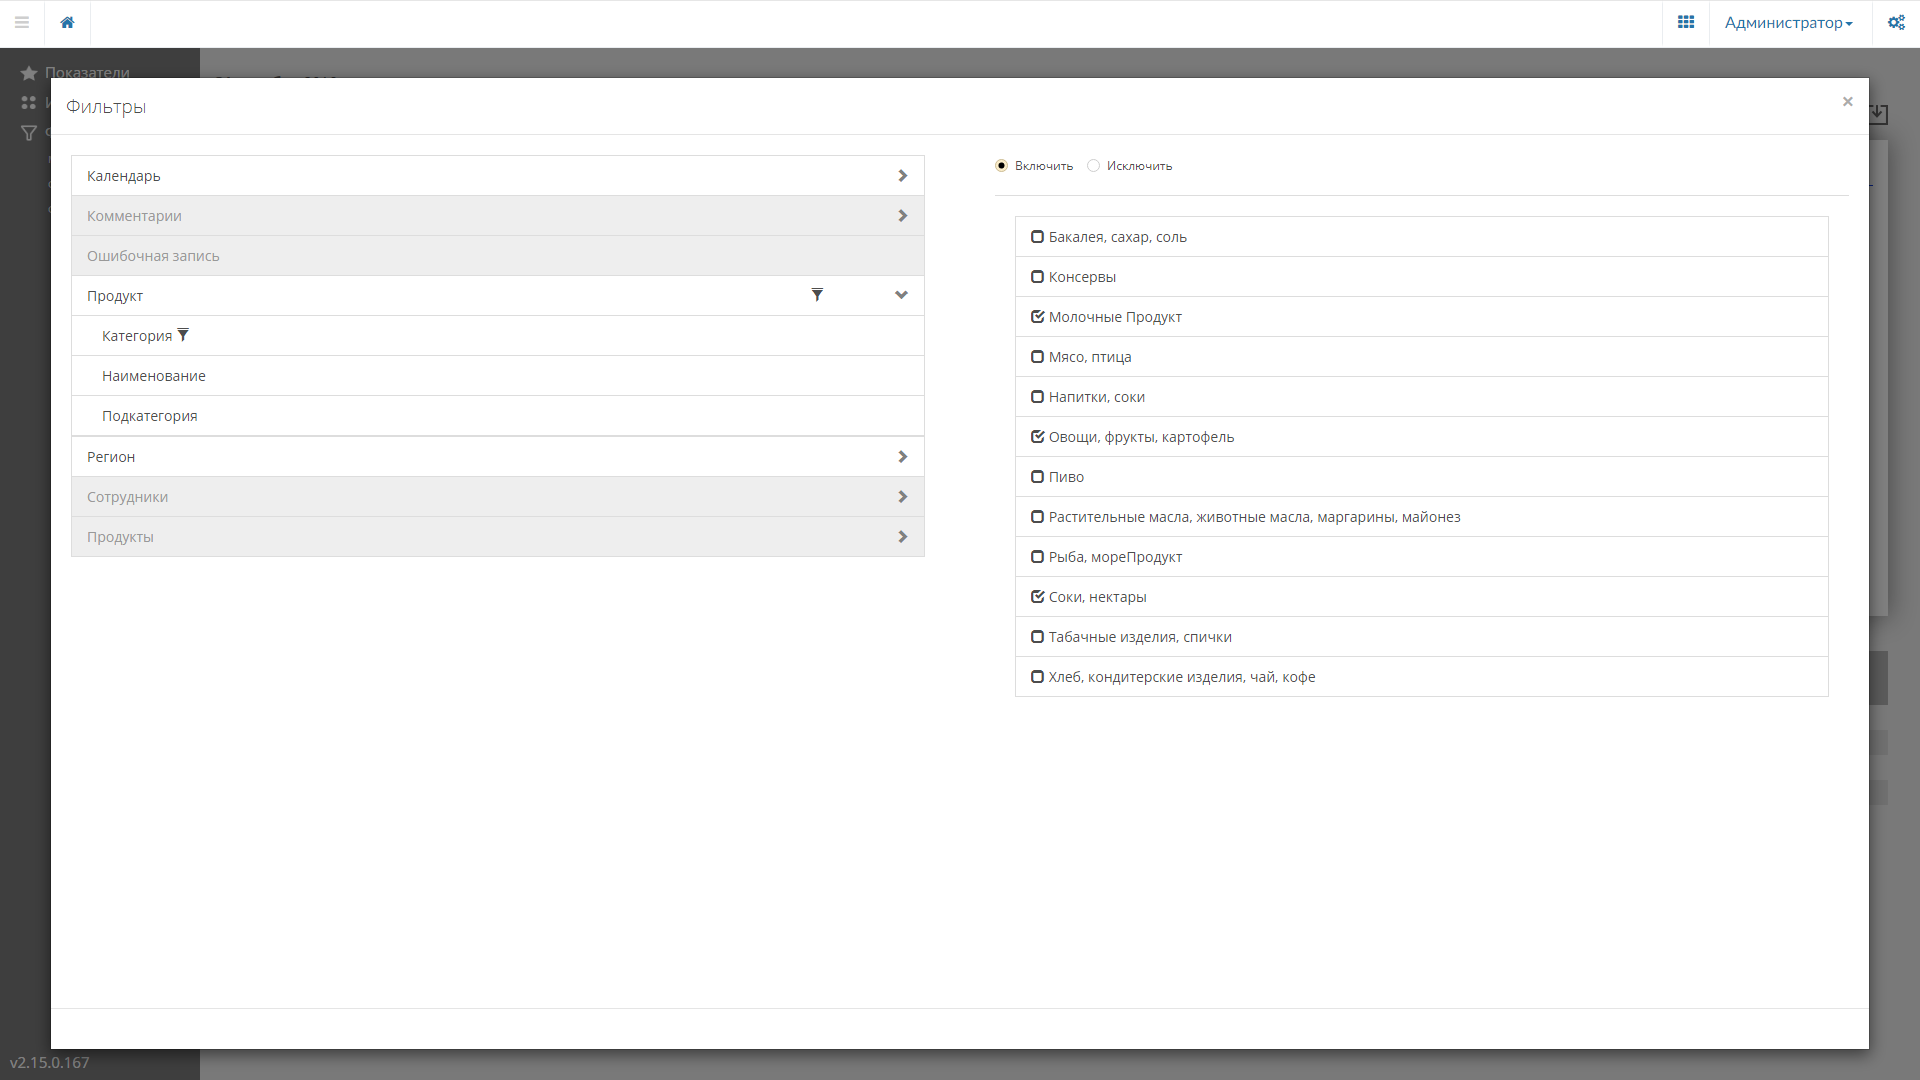 Администратор
Показатели
Фильтры
×
Календарь
Комментарии
Ошибочная запись
Продукт
Категория
Наименование
Подкатегория
Регион
Сотрудники
Продукты
Включить Исключить
Бакалея, сахар, соль
Консервы
Молочные Продукт
Мясо, птица
Напитки, соки
Овощи, фрукты, картофель
Пиво
Растительные масла, животные масла, маргарины, майонез
Рыба, мореПродукт
Соки, нектары
Табачные изделия, спички
Хлеб, кондитерские изделия, чай, кофе
v2.15.0.167